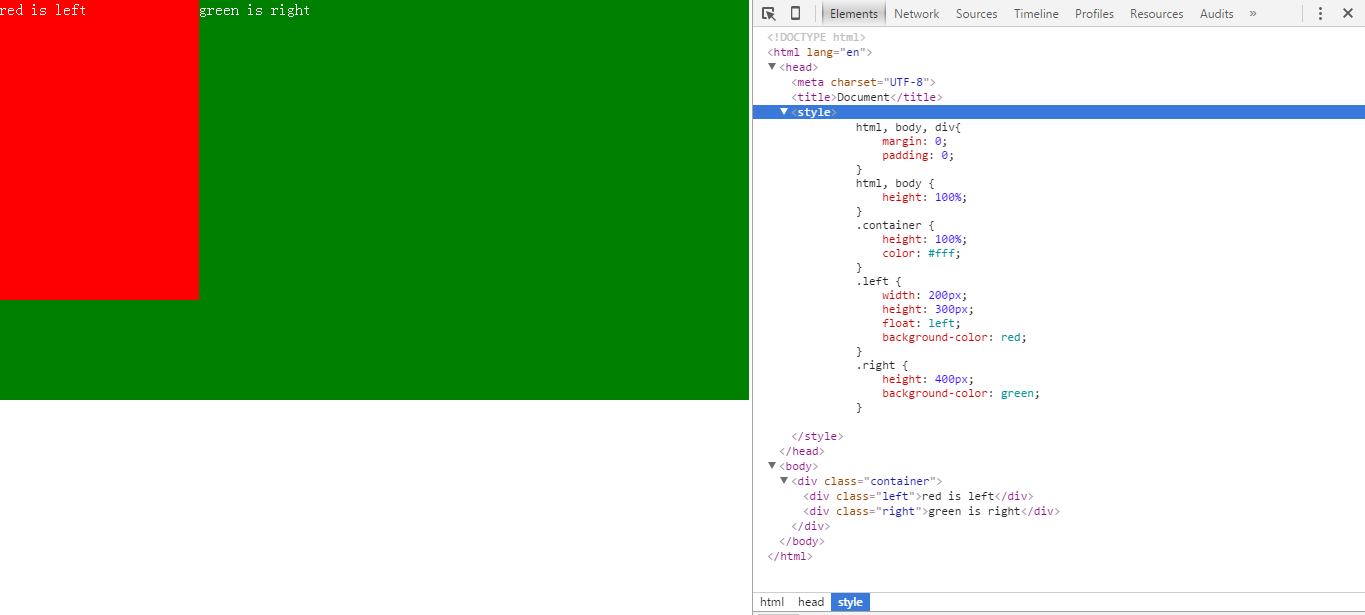 red is left green is right
Elements Network Sources Timeline Profiles Resources Audits »
<!DOCTYPE html>
<html lang="en">
<head>
<meta charset="UTF-8">
<title>Document</title>
<style>
html, body, div{
margin: 0;
padding: 0;
}
html, body {
height: 100%;
}
.container {
height: 100%;
color: #fff;
}
.left {
width: 200px;
height: 300px;
float: left;
background-color: red;
}
.right {
height: 400px;
background-color: green;
}
</style>
</head>
<body>
<div class="container">
<div class="left">red is left</div>
<div class="right">green is right</div>
</div>
</body>
</html>
html head style